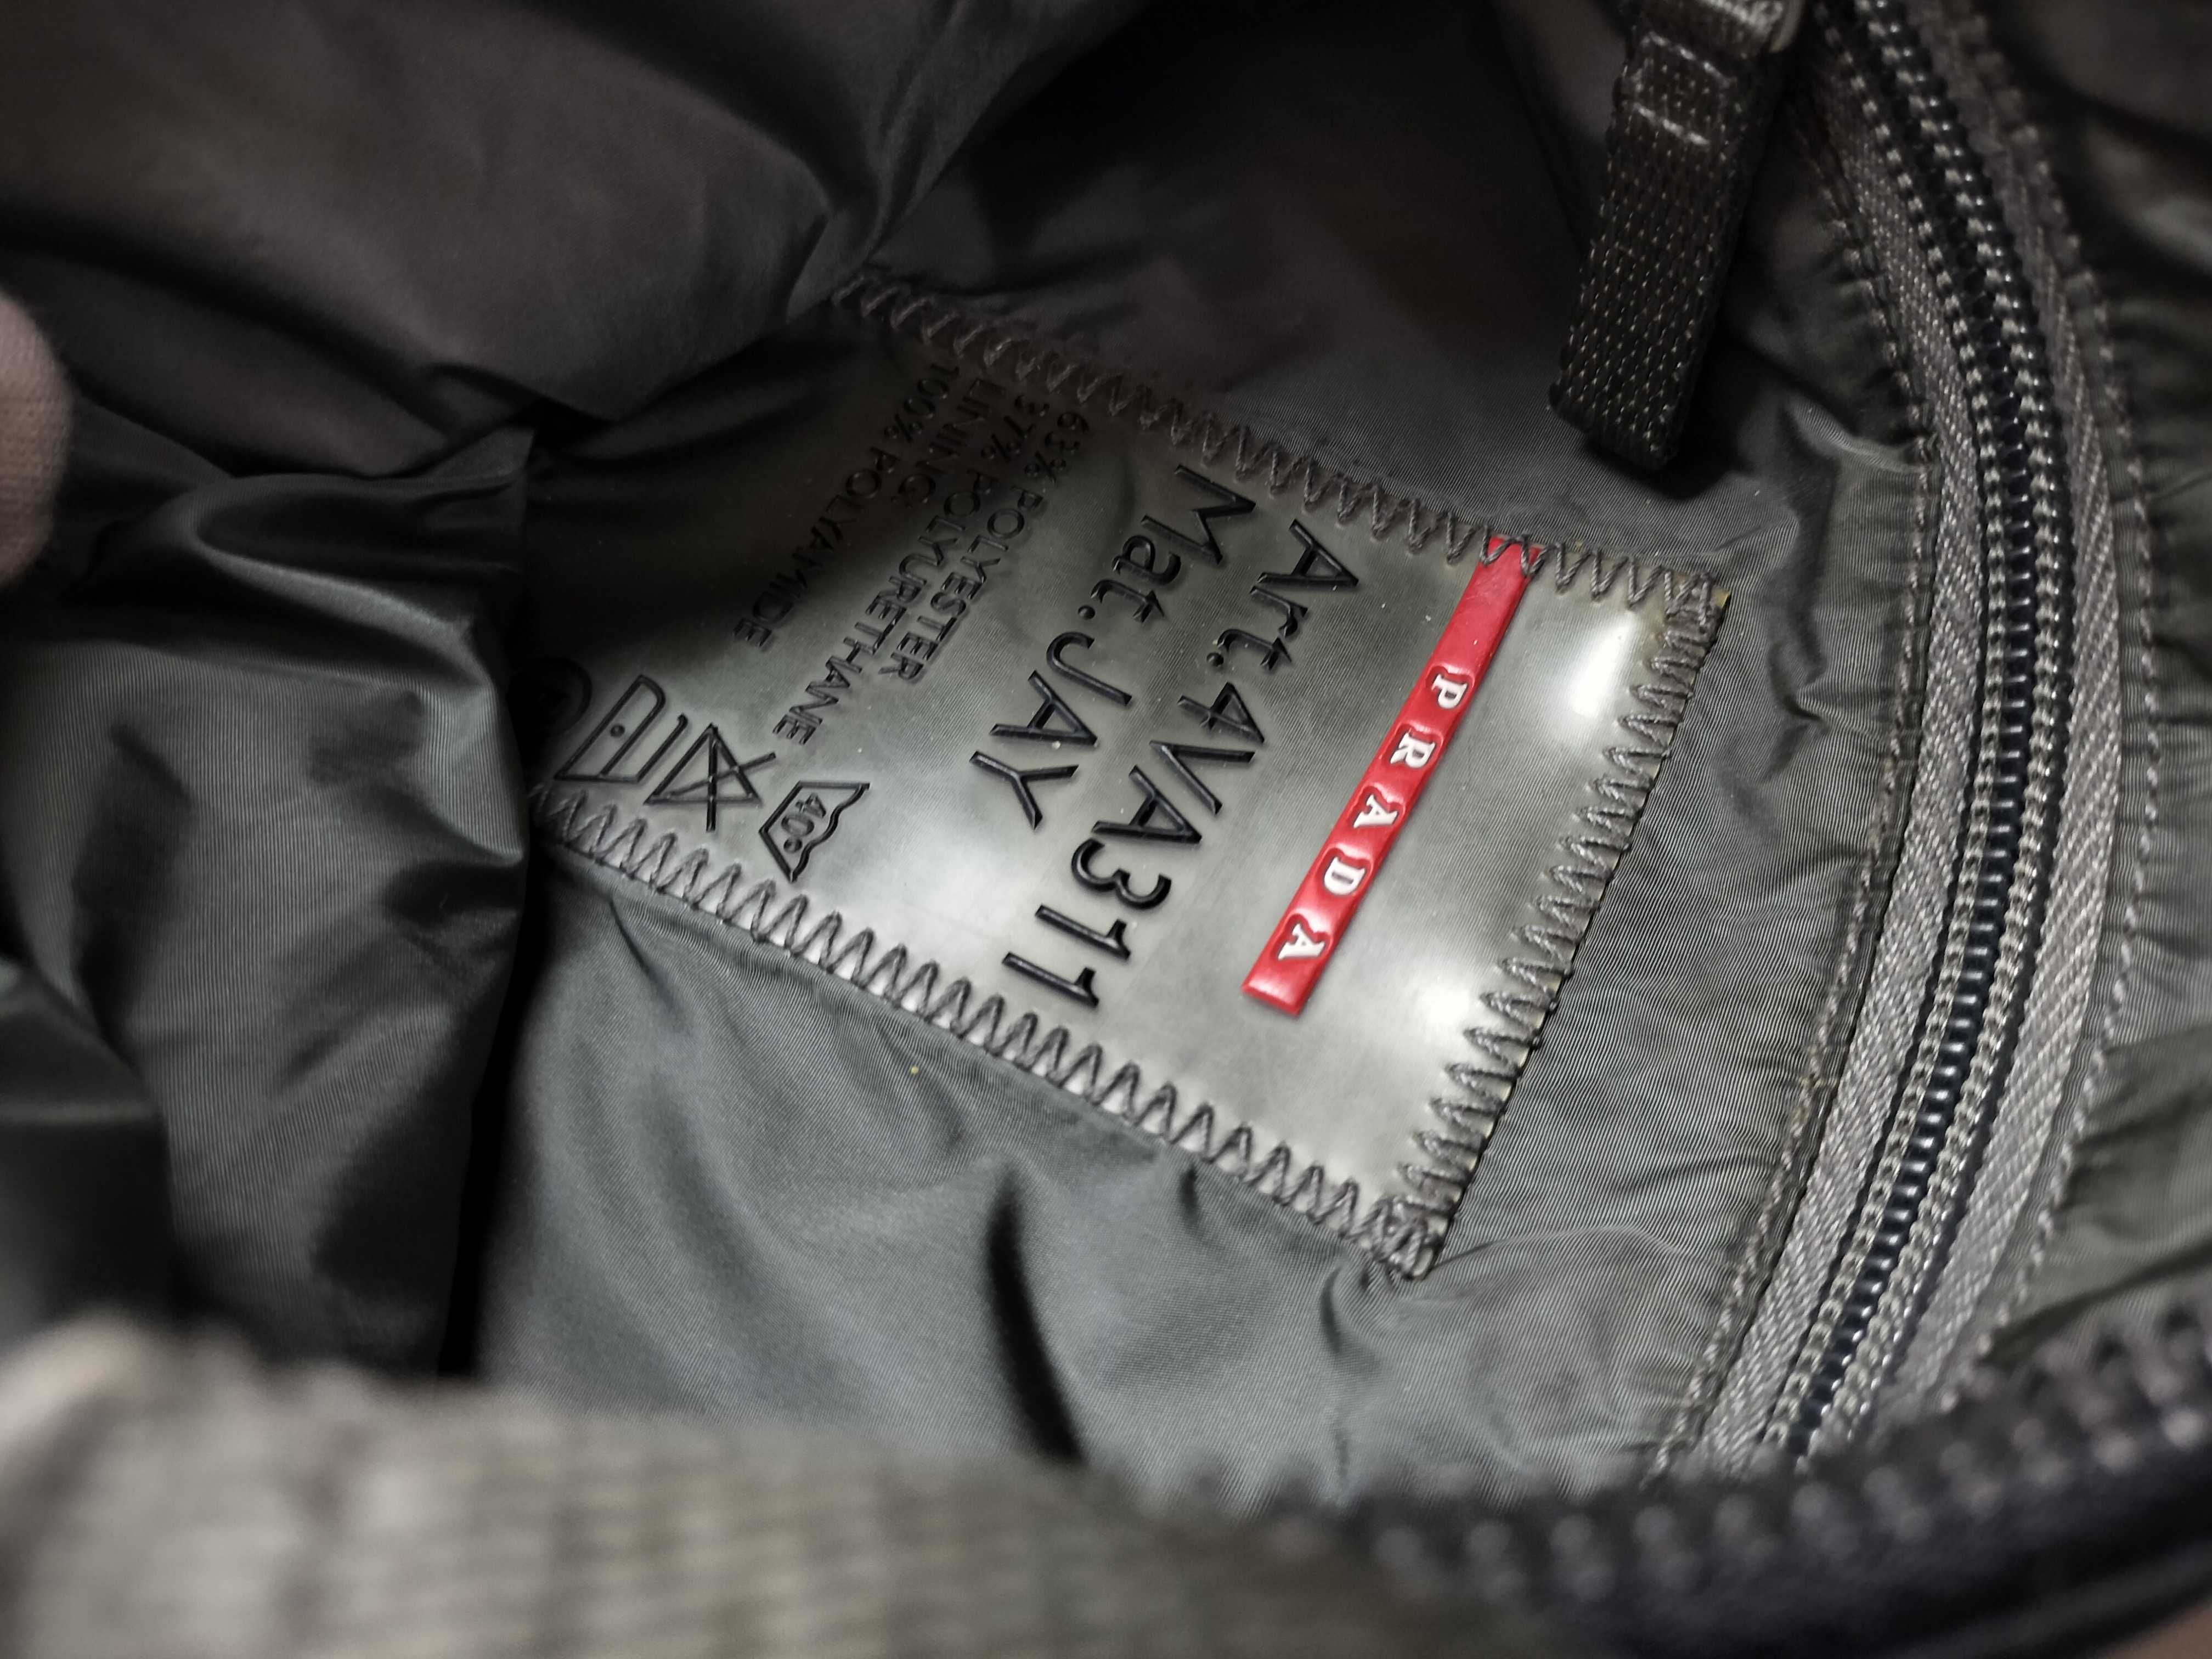 PRADA
Art.4VA311
Mat.JAY
63% POLYESTER
37% POLYURETHANE
LINING:
100% POLYAMIDE
40°